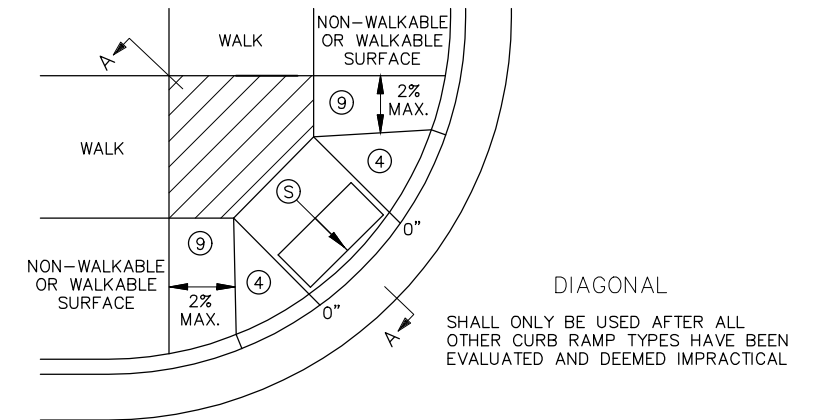 NON-WALKABLE
OR WALKABLE
SURFACE
WALK
A
9
2%
MAX.
WALK
4
S
0"
9
NON-WALKABLE
OR WALKABLE
SURFACE
4
2%
MAX.
0"
A
DIAGONAL
SHALL ONLY BE USED AFTER ALL
OTHER CURB RAMP TYPES HAVE BEEN
EVALUATED AND DEEMED IMPRACTICAL